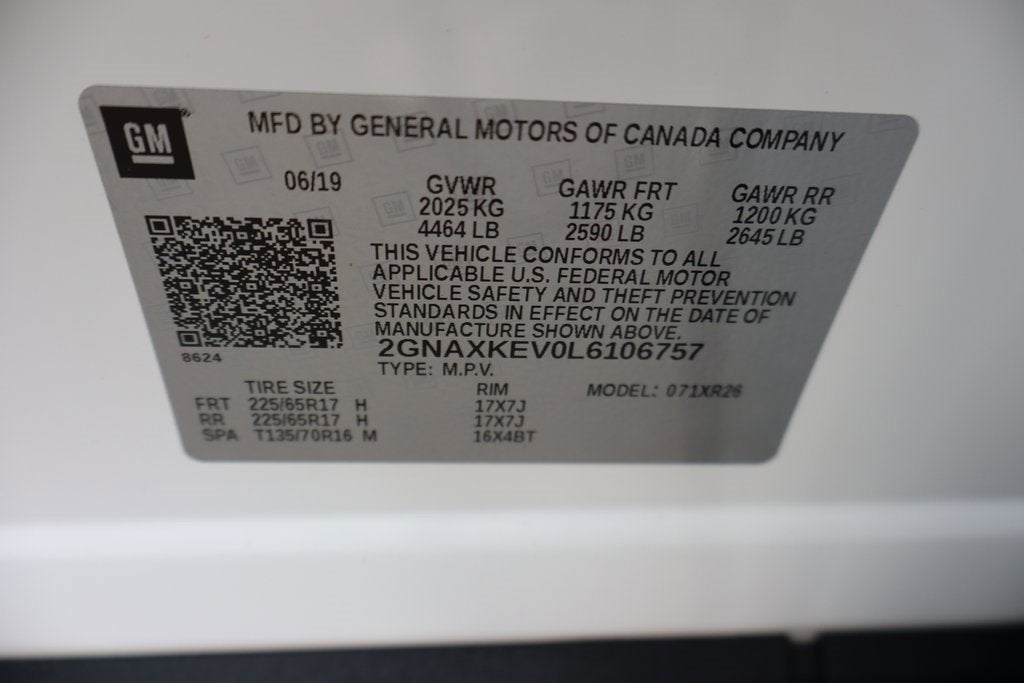 GM
MFD BY GENERAL MOTORS OF CANADA COMPANY
06/19
GVWR
2025 KG
4464 LB
GAWR FRT
1175 KG
2590 LB
GAWR RR
1200 KG
2645 LB
THIS VEHICLE CONFORMS TO ALL
APPLICABLE U.S. FEDERAL MOTOR
VEHICLE SAFETY AND THEFT PREVENTION
STANDARDS IN EFFECT ON THE DATE OF
MANUFACTURE SHOWN ABOVE.
2GNAXKEV0L6106757
8624
TYPE: M.P.V.
TIRE SIZE RIM MODEL: 071XR26
FRT 225/65R17 H 17X7J
RR 225/65R17 H 17X7J
SPA T135/70R16 M 16X4BT